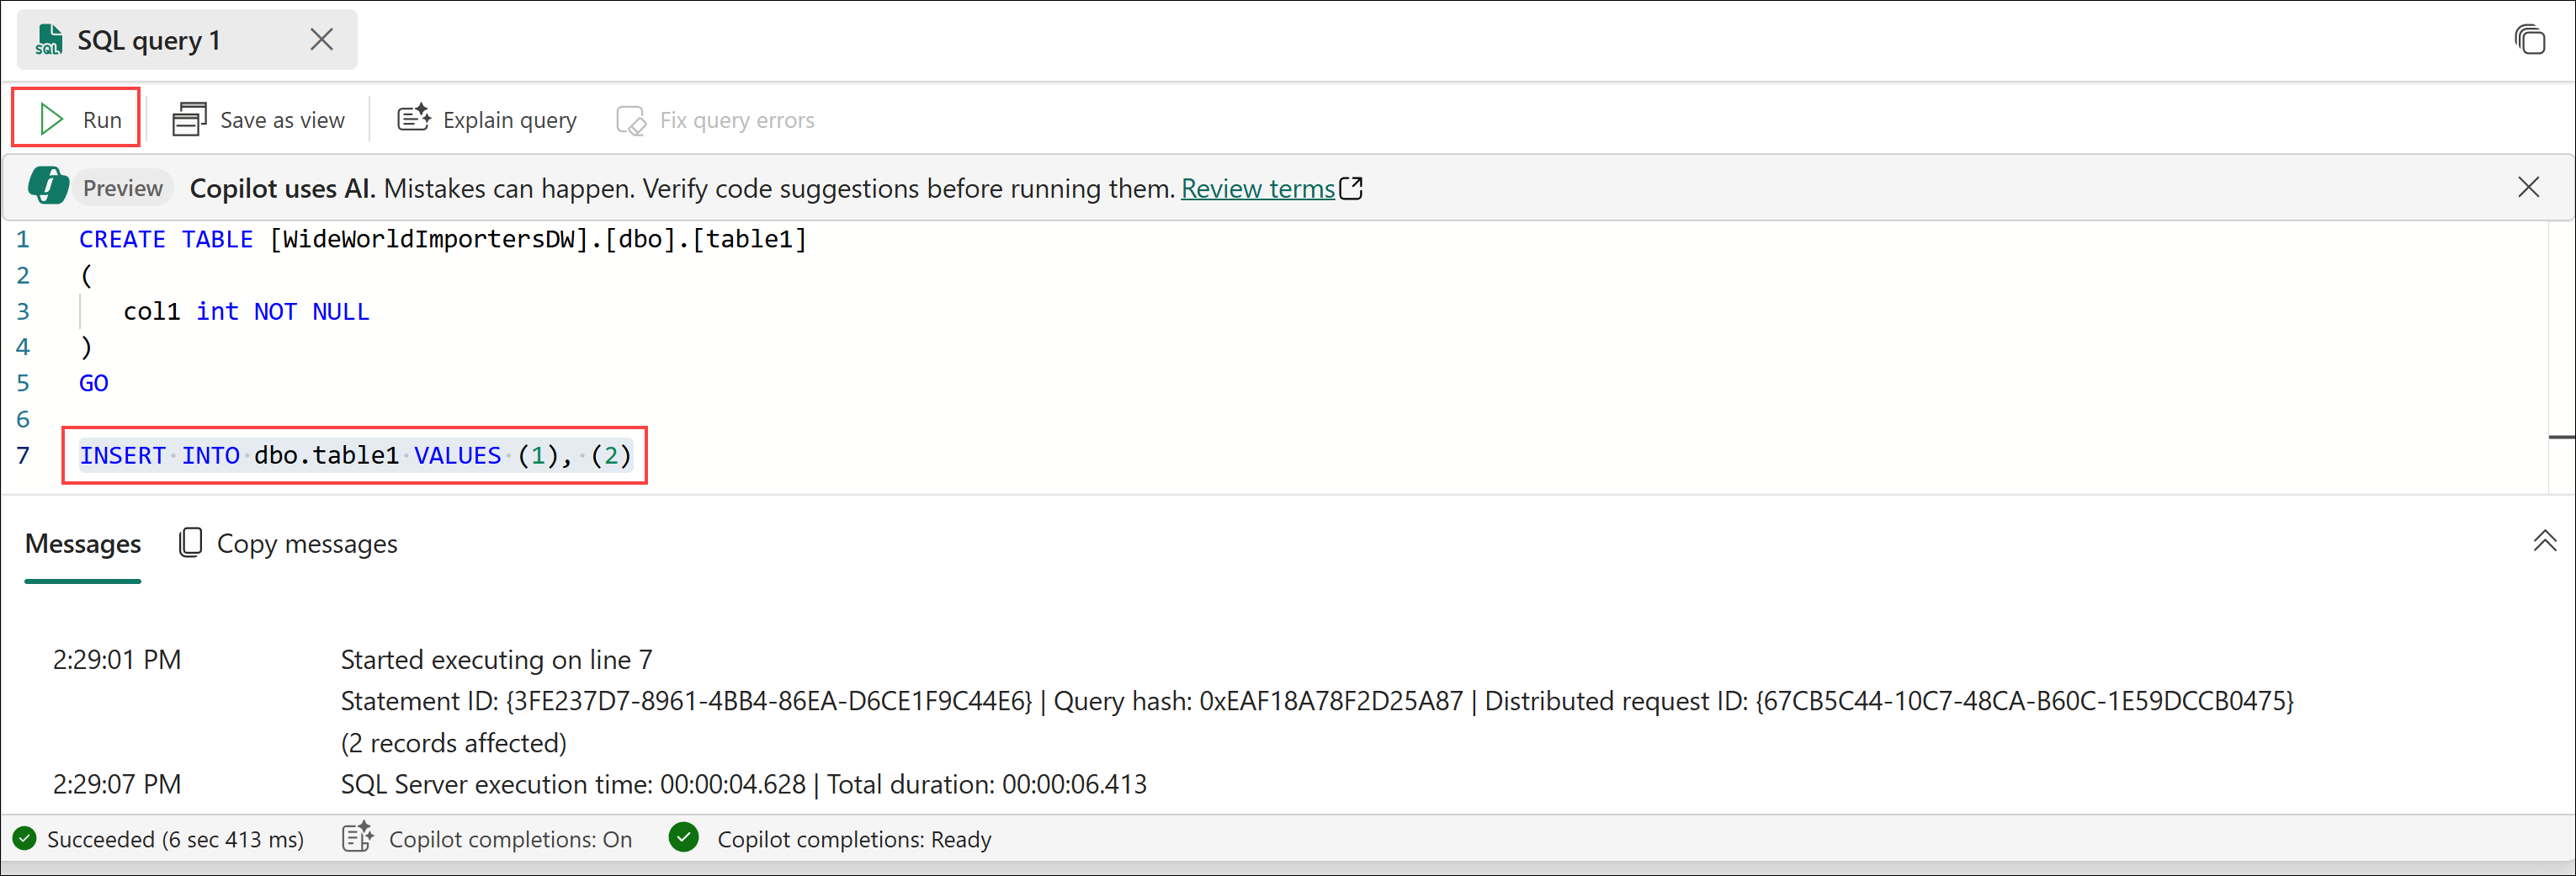 SQL query 1
Run Save as view Explain query Fix query errors
Preview Copilot uses AI. Mistakes can happen. Verify code suggestions before running them. Review terms
1 CREATE TABLE [WideWorldImportersDW].[dbo].[table1]
2 (
3 col1 int NOT NULL
4 )
5 GO
6
7 INSERT INTO dbo.table1 VALUES (1), (2)
Messages Copy messages
2:29:01 PM Started executing on line 7
Statement ID: {3FE237D7-8961-4BB4-86EA-D6CE1F9C44E6} | Query hash: 0xEAF18A78F2D25A87 | Distributed request ID: {67CB5C44-10C7-48CA-B60C-1E59DCCB0475}
(2 records affected)
2:29:07 PM SQL Server execution time: 00:00:04.628 | Total duration: 00:00:06.413
Succeeded (6 sec 413 ms) Copilot completions: On Copilot completions: Ready